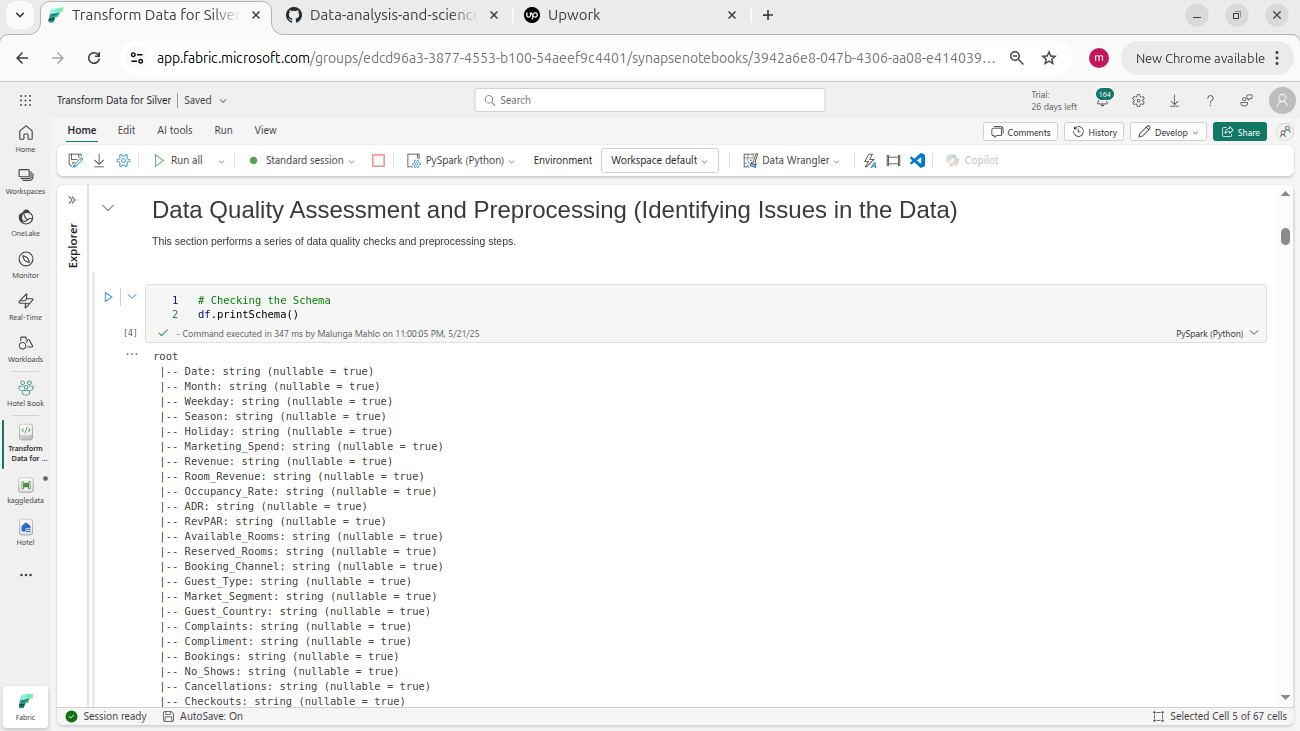 Transform Data for Silver
Data-analysis-and-science
Upwork
app.fabric.microsoft.com/groups/edcd96a3-3877-4553-b100-54aeef9c4401/synapsenotebooks/3942a6e8-047b-4306-aa08-e414039...
m
New Chrome available
Transform Data for Silver
Saved
Search
Trial:
26 days left
164
Home
Edit
AI tools
Run
View
Comments
History
Develop
Share
Run all
Standard session
PySpark (Python)
Environment
Workspace default
Data Wrangler
Copilot
Home
Workspaces
OneLake
Monitor
Real-Time
Workloads
Hotel Book
Transform
Data for ...
kaggledata
Hotel
Fabric
Explorer
Data Quality Assessment and Preprocessing (Identifying Issues in the Data)
This section performs a series of data quality checks and preprocessing steps.
1 # Checking the Schema
2 df.printSchema()
[4] - Command executed in 347 ms by Malunga Mahlo on 11:00:05 PM, 5/21/25
PySpark (Python)
root
|-- Date: string (nullable = true)
|-- Month: string (nullable = true)
|-- Weekday: string (nullable = true)
|-- Season: string (nullable = true)
|-- Holiday: string (nullable = true)
|-- Marketing_Spend: string (nullable = true)
|-- Revenue: string (nullable = true)
|-- Room_Revenue: string (nullable = true)
|-- Occupancy_Rate: string (nullable = true)
|-- ADR: string (nullable = true)
|-- RevPAR: string (nullable = true)
|-- Available_Rooms: string (nullable = true)
|-- Reserved_Rooms: string (nullable = true)
|-- Booking_Channel: string (nullable = true)
|-- Guest_Type: string (nullable = true)
|-- Market_Segment: string (nullable = true)
|-- Guest_Country: string (nullable = true)
|-- Complaints: string (nullable = true)
|-- Compliment: string (nullable = true)
|-- Bookings: string (nullable = true)
|-- No_Shows: string (nullable = true)
|-- Cancellations: string (nullable = true)
|-- Checkouts: string (nullable = true)
Session ready
AutoSave: On
Selected Cell 5 of 67 cells